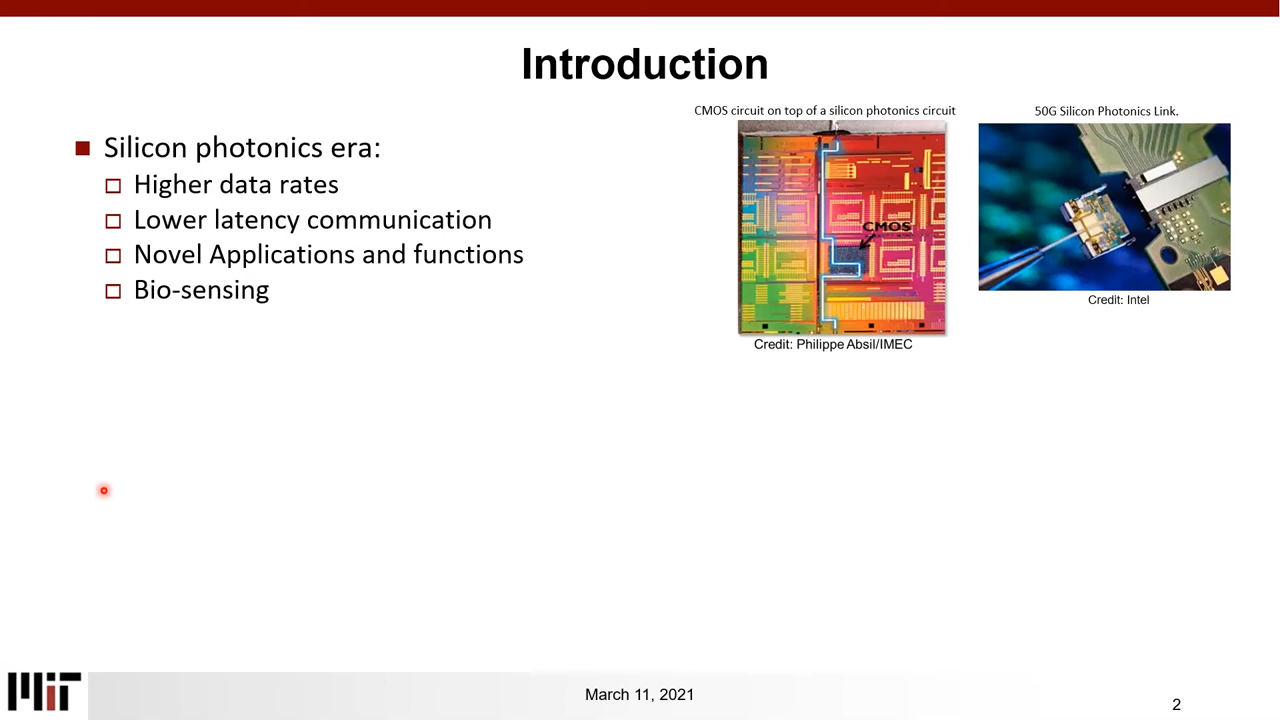 Introduction
Silicon photonics era:
Higher data rates
Lower latency communication
Novel Applications and functions
Bio-sensing
CMOS circuit on top of a silicon photonics circuit
CMOS
Credit: Philippe Absil/IMEC
50G Silicon Photonics Link.
Credit: Intel
MIT
March 11, 2021
2